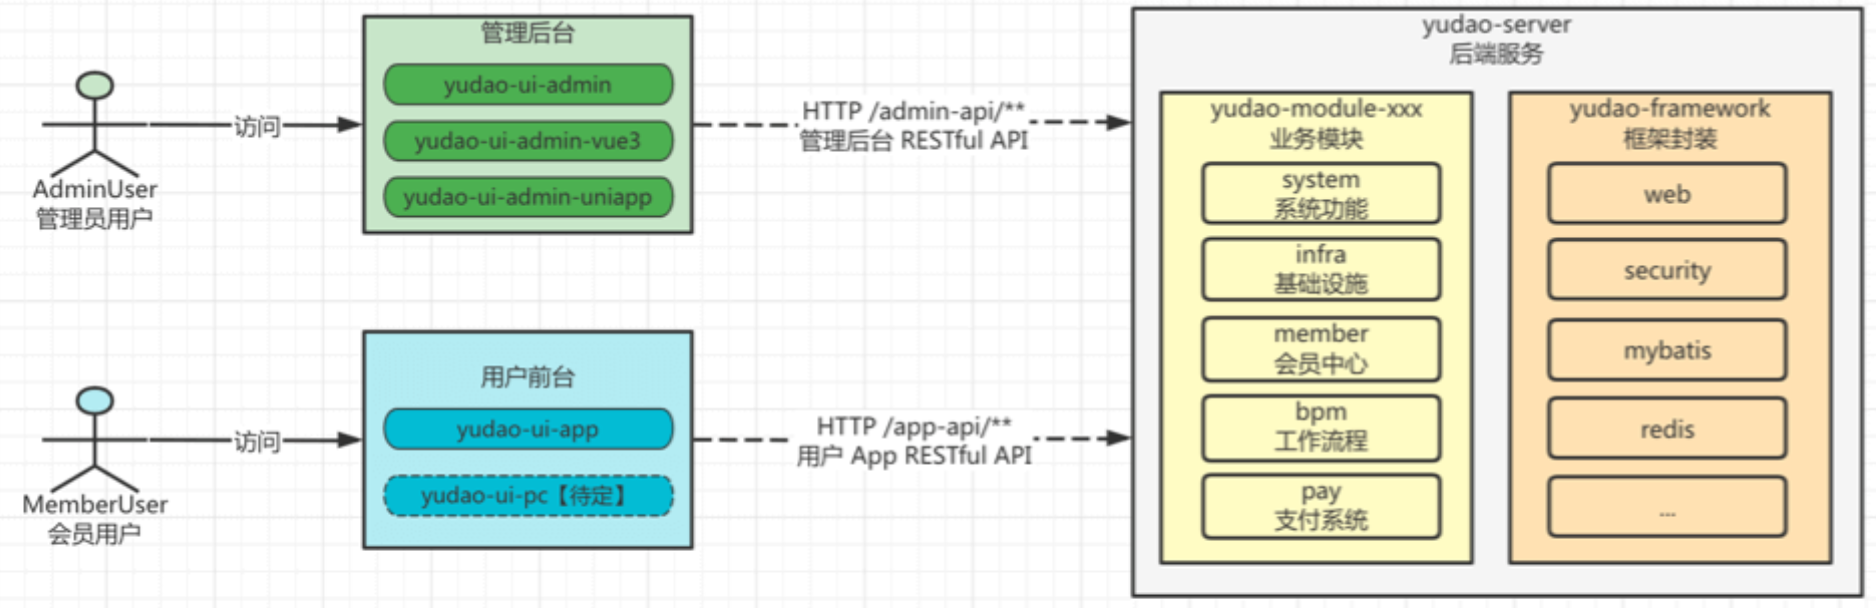 管理后台
yudao-ui-admin
yudao-ui-admin-vue3
yudao-ui-admin-uniapp
访问
AdminUser
管理员用户
HTTP /admin-api/**
管理后台 RESTful API
用户前台
yudao-ui-app
yudao-ui-pc【待定】
访问
MemberUser
会员用户
HTTP /app-api/**
用户 App RESTful API
yudao-server
后端服务
yudao-module-xxx
业务模块
system
系统功能
infra
基础设施
member
会员中心
bpm
工作流程
pay
支付系统
yudao-framework
框架封装
web
security
mybatis
redis
...